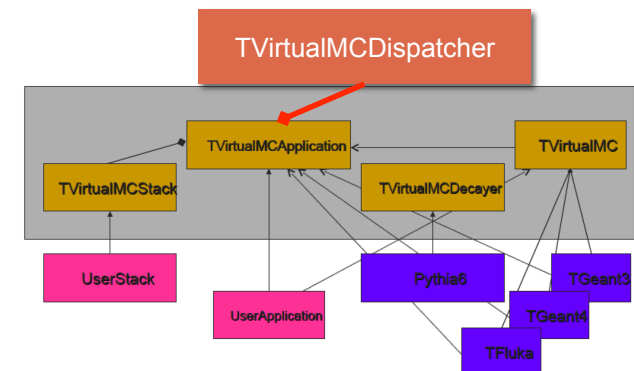 TVirtualMCDispatcher
TVirtualMCApplication
TVirtualMC
TVirtualMCStack
TVirtualMCDecayer
UserStack
Pythia6
TGeant3
UserApplication
TGeant4
TFluka